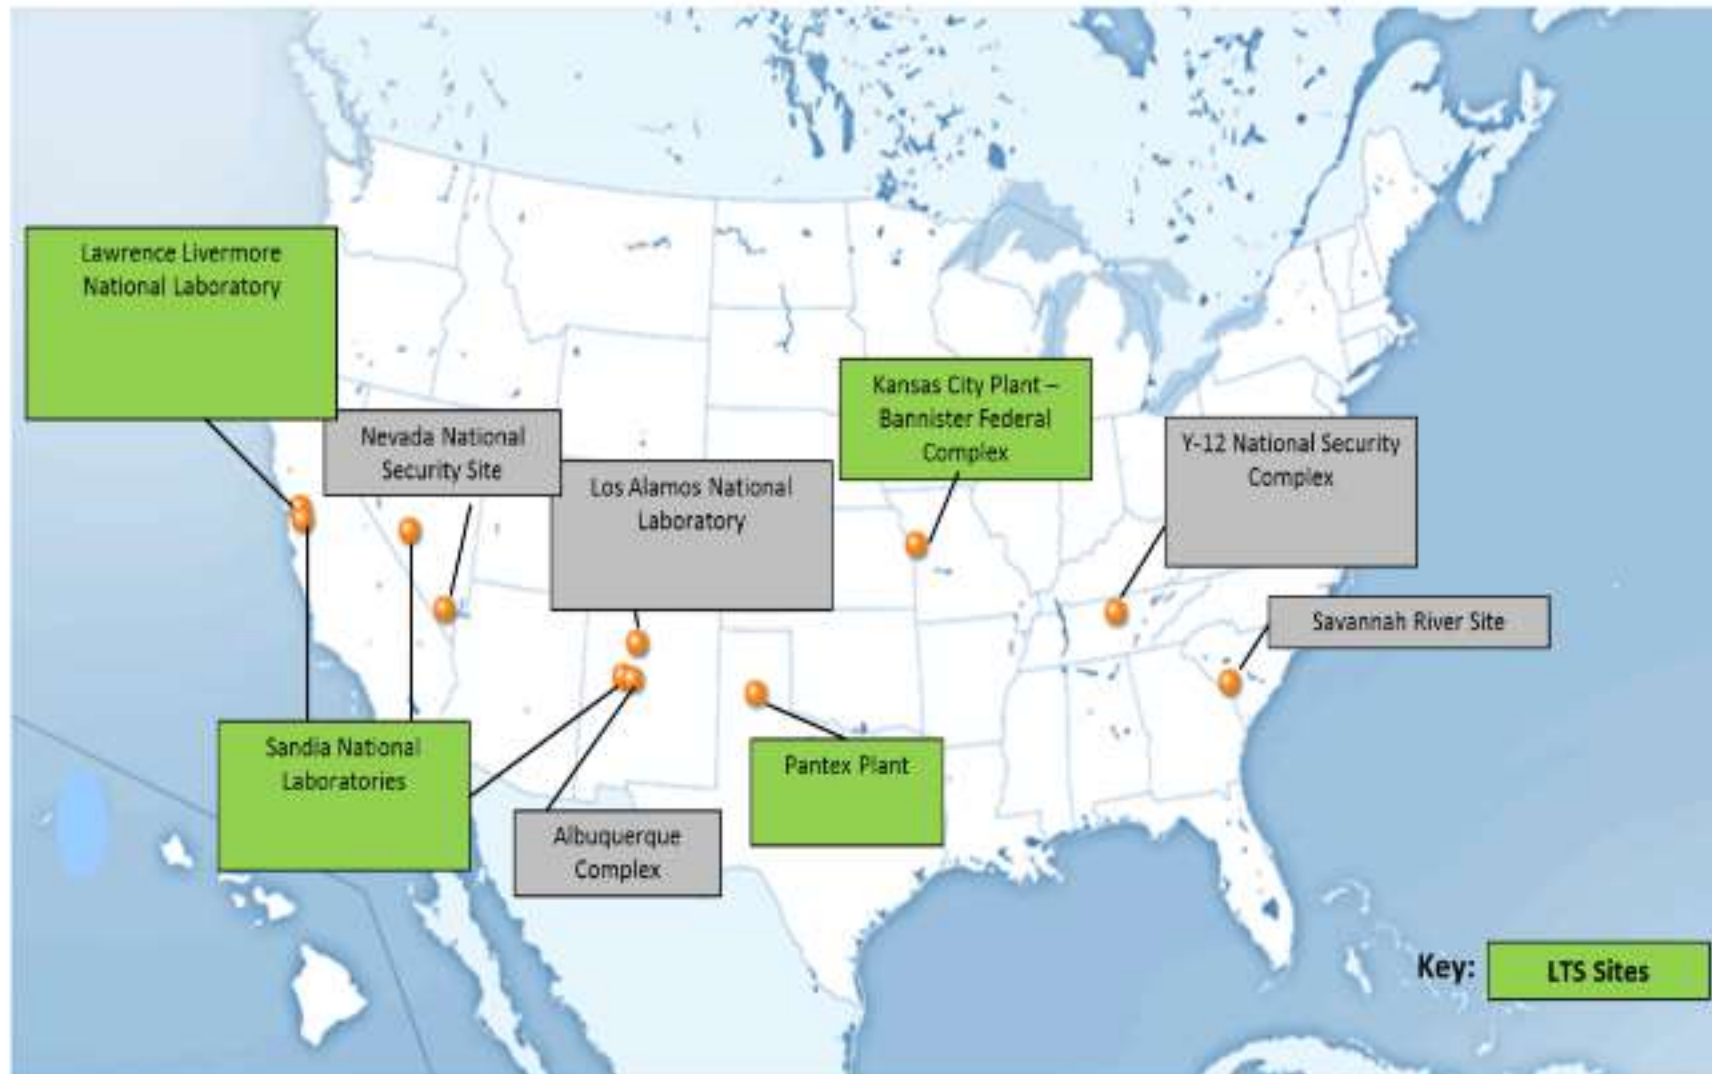 Lawrence Livermore
National Laboratory
Nevada National
Security Site
Los Alamos National
Laboratory
Kansas City Plant –
Bannister Federal
Complex
Y-12 National Security
Complex
Savannah River Site
Sandia National
Laboratories
Albuquerque
Complex
Pantex Plant
Key:
LTS Sites